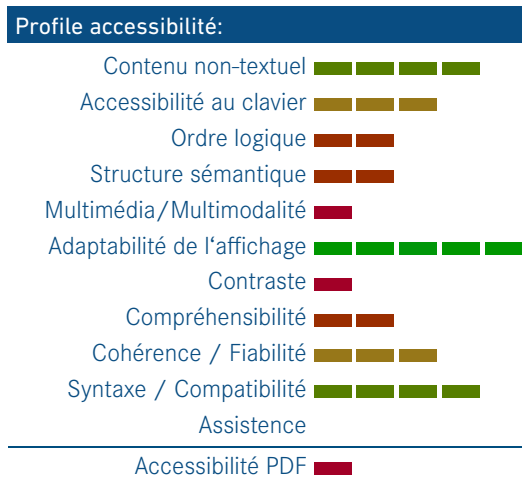 Profile accessibilité:
Contenu non-textuel
Accessibilité au clavier
Ordre logique
Structure sémantique
Multimédia/Multimodalité
Adaptabilité de l‘affichage
Contraste
Compréhensibilité
Cohérence / Fiabilité
Syntaxe / Compatibilité
Assistence
Accessibilité PDF